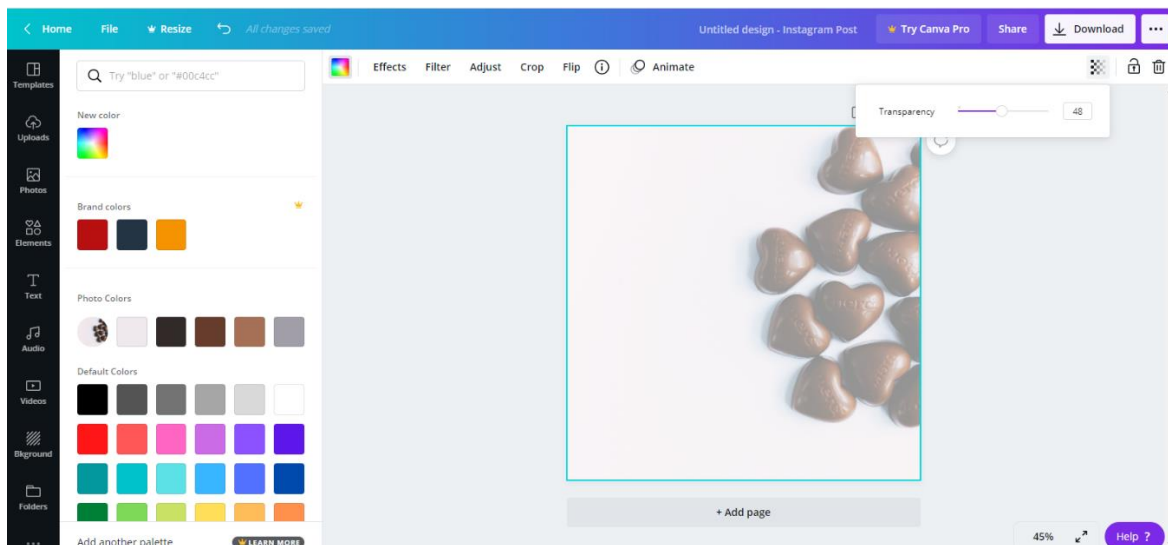 Home File Resize All changes saved Untitled design - Instagram Post Try Canva Pro Share Download
Templates
Uploads
Photos
Elements
Text
Audio
Videos
Bkground
Folders
Try "blue" or "#00c4cc"
New color
Brand colors
Photo Colors
Default Colors
Add another palette LEARN MORE
Effects Filter Adjust Crop Flip Animate
Transparency 48
+ Add page
45% Help ?